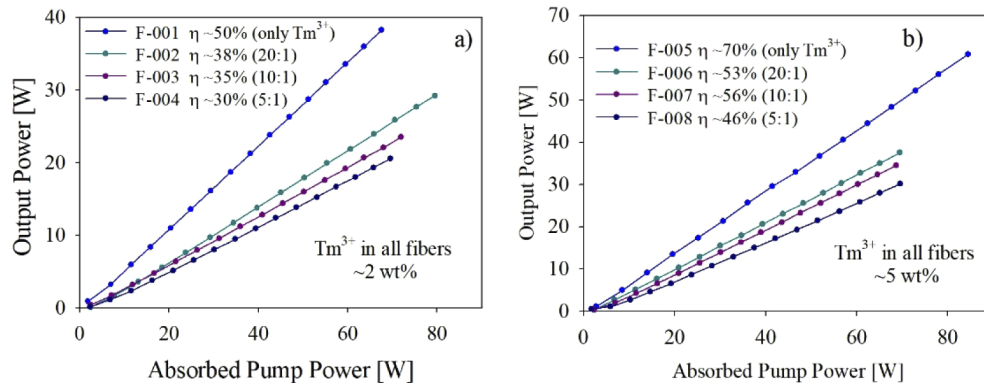 40
30
20
10
0
Output Power [W]
F-001 η ~50% (only Tm³⁺)
F-002 η ~38% (20:1)
F-003 η ~35% (10:1)
F-004 η ~30% (5:1)
a)
Tm³⁺ in all fibers
~2 wt%
0 20 40 60 80
Absorbed Pump Power [W]
70
60
50
40
30
20
10
0
Output Power [W]
F-005 η ~70% (only Tm³⁺)
F-006 η ~53% (20:1)
F-007 η ~56% (10:1)
F-008 η ~46% (5:1)
b)
Tm³⁺ in all fibers
~5 wt%
0 20 40 60 80
Absorbed Pump Power [W]